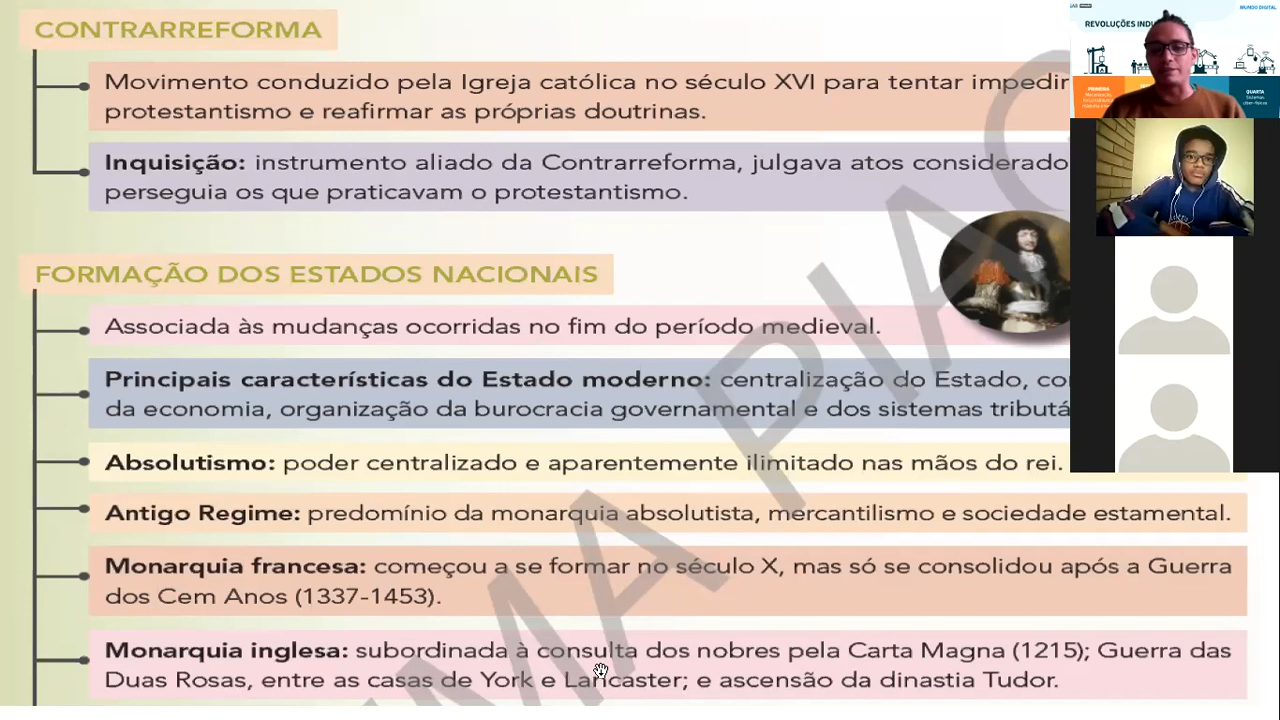 CONTRARREFORMA
Movimento conduzido pela Igreja católica no século XVI para tentar impedir
protestantismo e reafirmar as próprias doutrinas.
Inquisição: instrumento aliado da Contrarreforma, julgava atos considerado
perseguia os que praticavam o protestantismo.
FORMAÇÃO DOS ESTADOS NACIONAIS
Associada às mudanças ocorridas no fim do período medieval.
Principais características do Estado moderno: centralização do Estado, co
da economia, organização da burocracia governamental e dos sistemas tributá
Absolutismo: poder centralizado e aparentemente ilimitado nas mãos do rei.
Antigo Regime: predomínio da monarquia absolutista, mercantilismo e sociedade estamental.
Monarquia francesa: começou a se formar no século X, mas só se consolidou após a Guerra
dos Cem Anos (1337-1453).
Monarquia inglesa: subordinada à consulta dos nobres pela Carta Magna (1215); Guerra das
Duas Rosas, entre as casas de York e Lancaster; e ascensão da dinastia Tudor.
REVOLUÇÕES INDU
MUNDO DIGITAL
PRIMEIRA
QUARTA
Sistemas
ciber-físicos